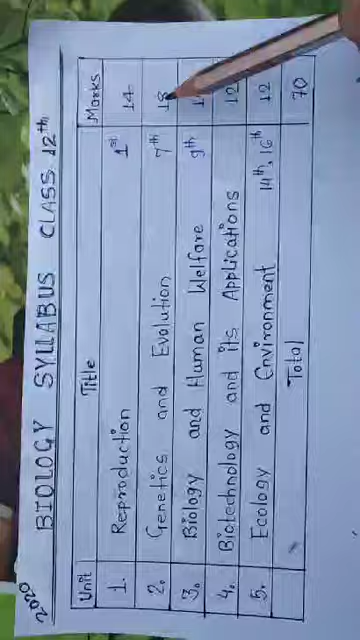 2020
BIOLOGY SYLLABUS CLASS 12th
Unit Title Marks
1. Reproduction 1st 14
2. Genetics and Evolution 7th 18
3. Biology and Human Welfare 9th
4. Biotechnology and its Applications 12
5. Ecology and Environment 14th, 16th 12
Total 70